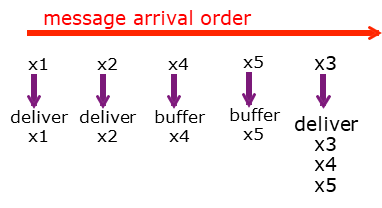 message arrival order
x1 x2 x4 x5 x3
deliver deliver buffer buffer deliver
x1 x2 x4 x5 x3
x4
x5